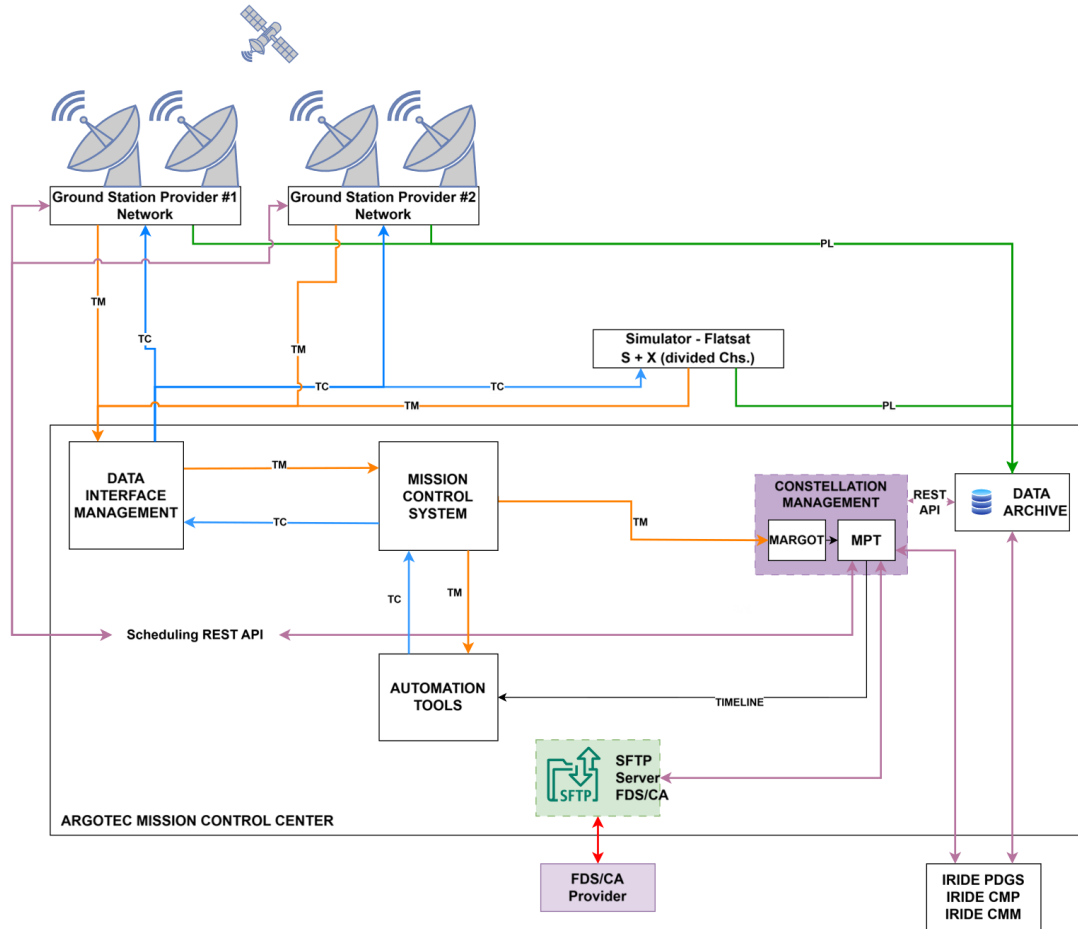 Ground Station Provider #1
Network
Ground Station Provider #2
Network
PL
TM
TC
TM
Simulator - Flatsat
S + X (divided Chs.)
TC
TC
TM
PL
DATA
INTERFACE
MANAGEMENT
TM
TC
MISSION
CONTROL
SYSTEM
TM
CONSTELLATION
MANAGEMENT
MARGOT
MPT
REST
API
DATA
ARCHIVE
TC
TM
Scheduling REST API
AUTOMATION
TOOLS
TIMELINE
SFTP
SFTP
Server
FDS/CA
ARGOTEC MISSION CONTROL CENTER
FDS/CA
Provider
IRIDE PDGS
IRIDE CMP
IRIDE CMM